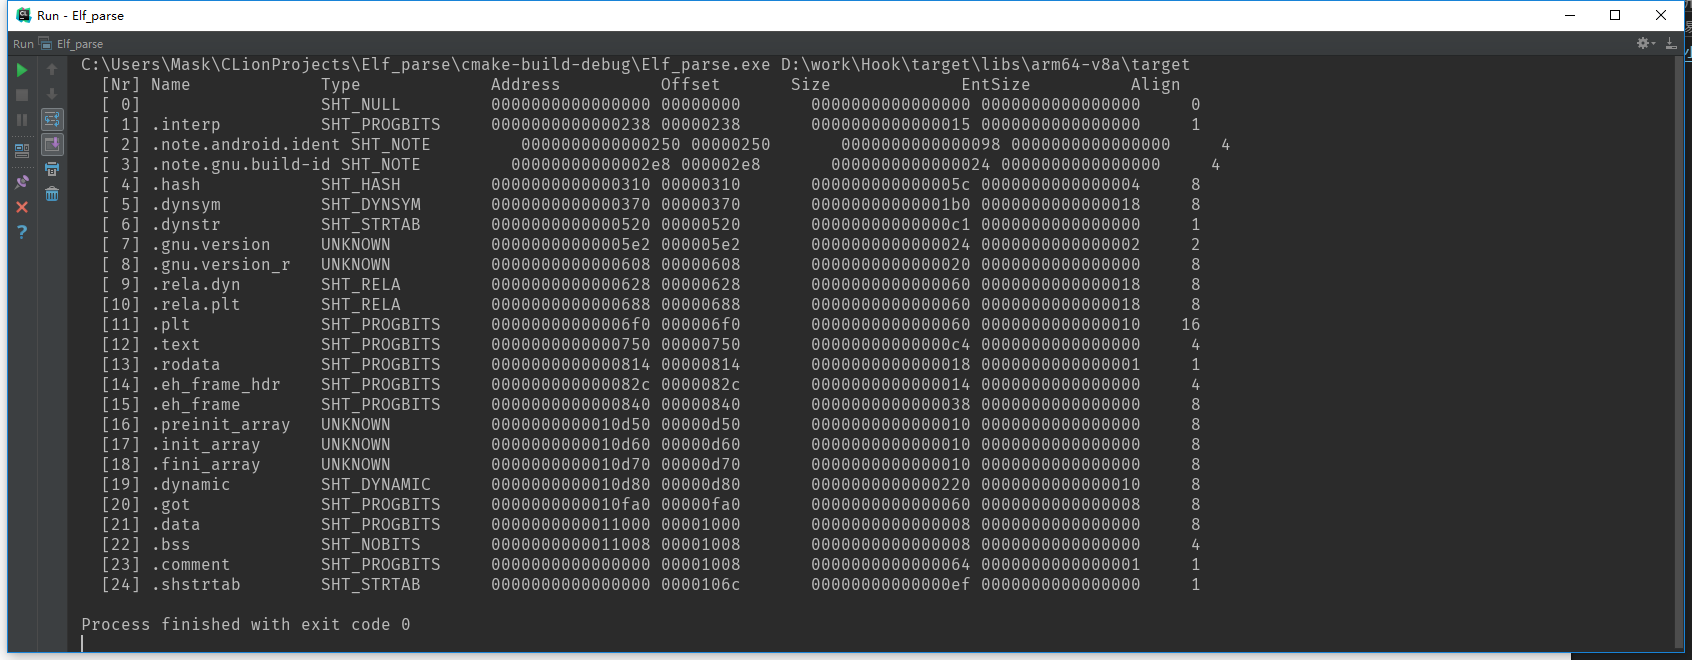 Run - Elf_parse
Run Elf_parse
C:\Users\Mask\CLionProjects\Elf_parse\cmake-build-debug\Elf_parse.exe D:\work\Hook\target\libs\arm64-v8a\target
[Nr] Name Type Address Offset Size EntSize Align
[ 0] SHT_NULL 0000000000000000 00000000 0000000000000000 0000000000000000 0
[ 1] .interp SHT_PROGBITS 0000000000000238 00000238 0000000000000015 0000000000000000 1
[ 2] .note.android.ident SHT_NOTE 0000000000000250 00000250 0000000000000098 0000000000000000 4
[ 3] .note.gnu.build-id SHT_NOTE 00000000000002e8 000002e8 0000000000000024 0000000000000000 4
[ 4] .hash SHT_HASH 0000000000000310 00000310 000000000000005c 0000000000000004 8
[ 5] .dynsym SHT_DYNSYM 0000000000000370 00000370 00000000000001b0 0000000000000018 8
[ 6] .dynstr SHT_STRTAB 0000000000000520 00000520 00000000000000c1 0000000000000000 1
[ 7] .gnu.version UNKNOWN 00000000000005e2 000005e2 0000000000000024 0000000000000002 2
[ 8] .gnu.version_r UNKNOWN 0000000000000608 00000608 0000000000000020 0000000000000000 8
[ 9] .rela.dyn SHT_RELA 0000000000000628 00000628 0000000000000060 0000000000000018 8
[10] .rela.plt SHT_RELA 0000000000000688 00000688 0000000000000060 0000000000000018 8
[11] .plt SHT_PROGBITS 00000000000006f0 000006f0 0000000000000060 0000000000000010 16
[12] .text SHT_PROGBITS 0000000000000750 00000750 00000000000000c4 0000000000000000 4
[13] .rodata SHT_PROGBITS 0000000000000814 00000814 0000000000000018 0000000000000001 1
[14] .eh_frame_hdr SHT_PROGBITS 000000000000082c 0000082c 0000000000000014 0000000000000000 4
[15] .eh_frame SHT_PROGBITS 0000000000000840 00000840 0000000000000038 0000000000000000 8
[16] .preinit_array UNKNOWN 0000000000010d50 00000d50 0000000000000010 0000000000000000 8
[17] .init_array UNKNOWN 0000000000010d60 00000d60 0000000000000010 0000000000000000 8
[18] .fini_array UNKNOWN 0000000000010d70 00000d70 0000000000000010 0000000000000000 8
[19] .dynamic SHT_DYNAMIC 0000000000010d80 00000d80 0000000000000220 0000000000000010 8
[20] .got SHT_PROGBITS 0000000000010fa0 00000fa0 0000000000000060 0000000000000008 8
[21] .data SHT_PROGBITS 0000000000011000 00001000 0000000000000008 0000000000000000 8
[22] .bss SHT_NOBITS 0000000000011008 00001008 0000000000000008 0000000000000000 4
[23] .comment SHT_PROGBITS 0000000000000000 00001008 0000000000000064 0000000000000001 1
[24] .shstrtab SHT_STRTAB 0000000000000000 0000106c 00000000000000ef 0000000000000000 1
Process finished with exit code 0